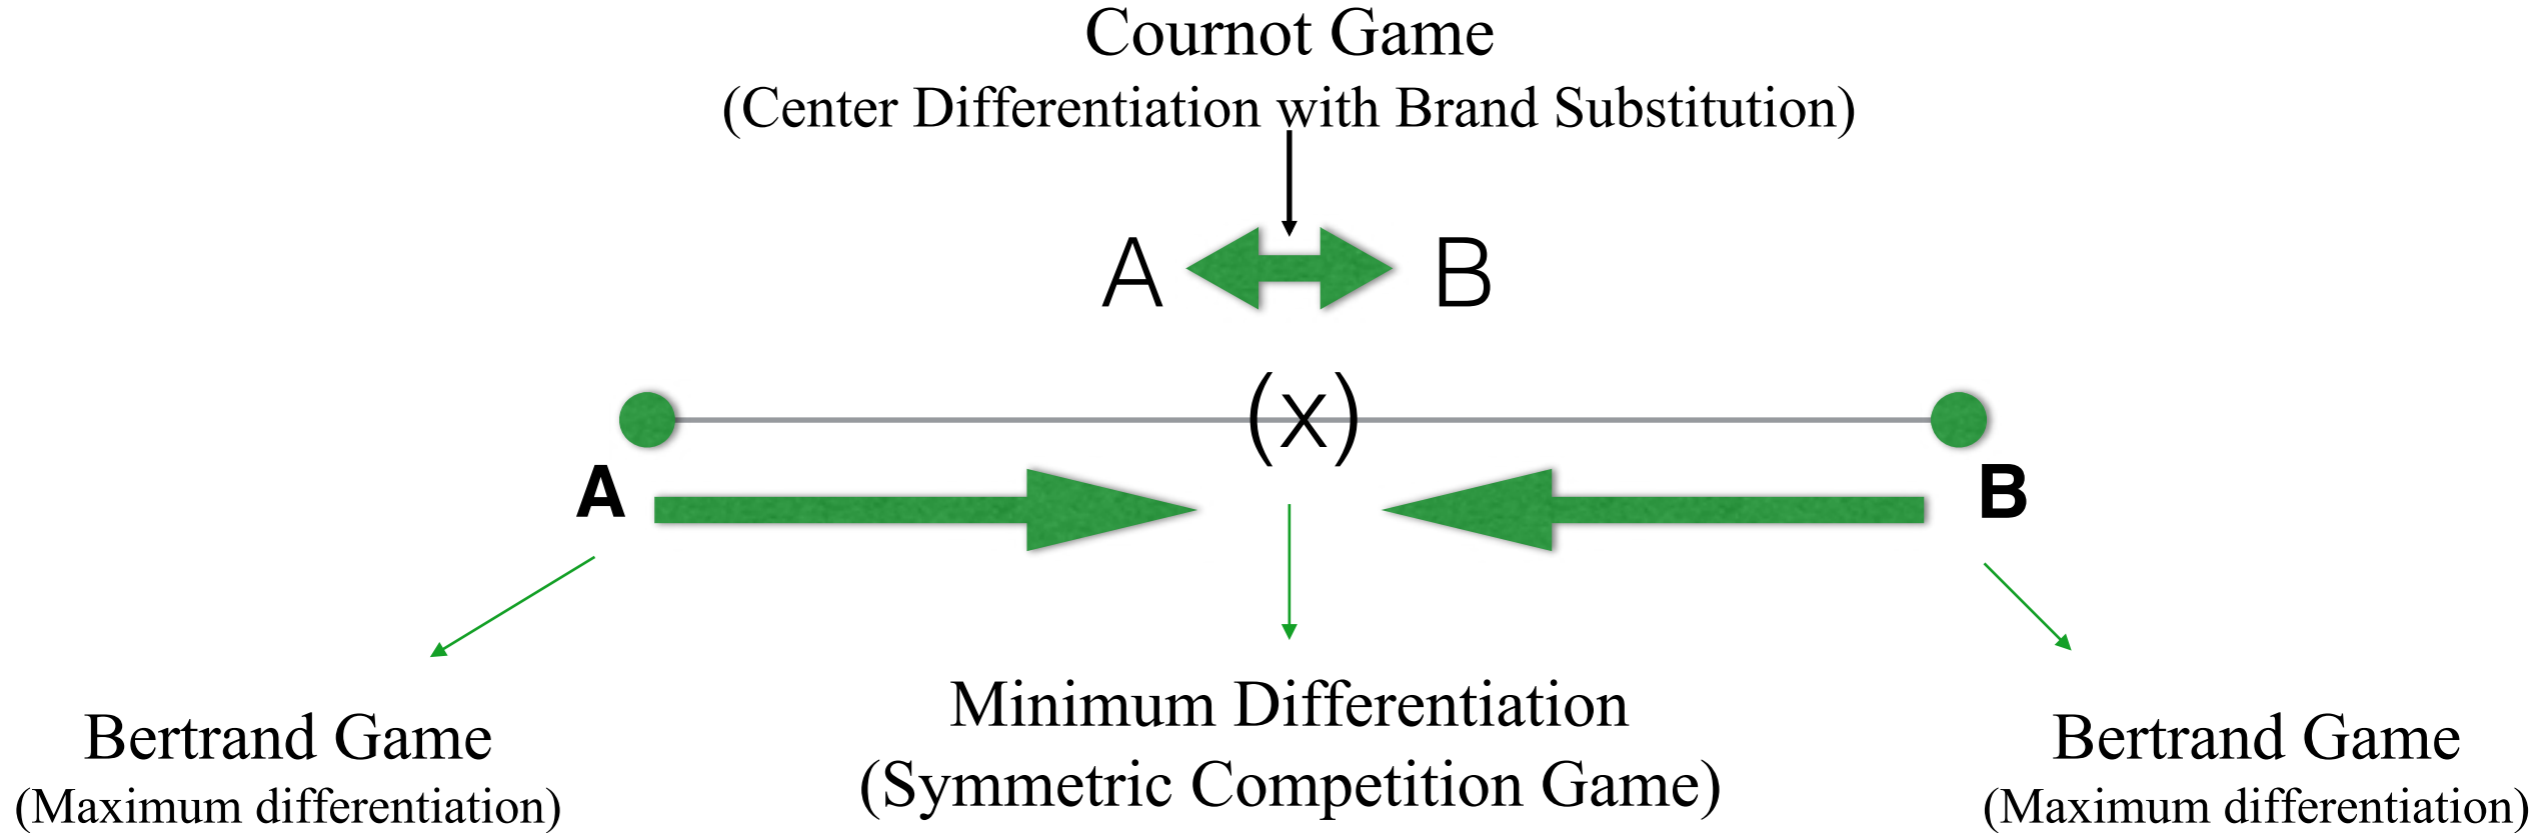 Cournot Game
(Center Differentiation with Brand Substitution)
A B
(x)
A B
Bertrand Game
(Maximum differentiation)
Minimum Differentiation
(Symmetric Competition Game)
Bertrand Game
(Maximum differentiation)